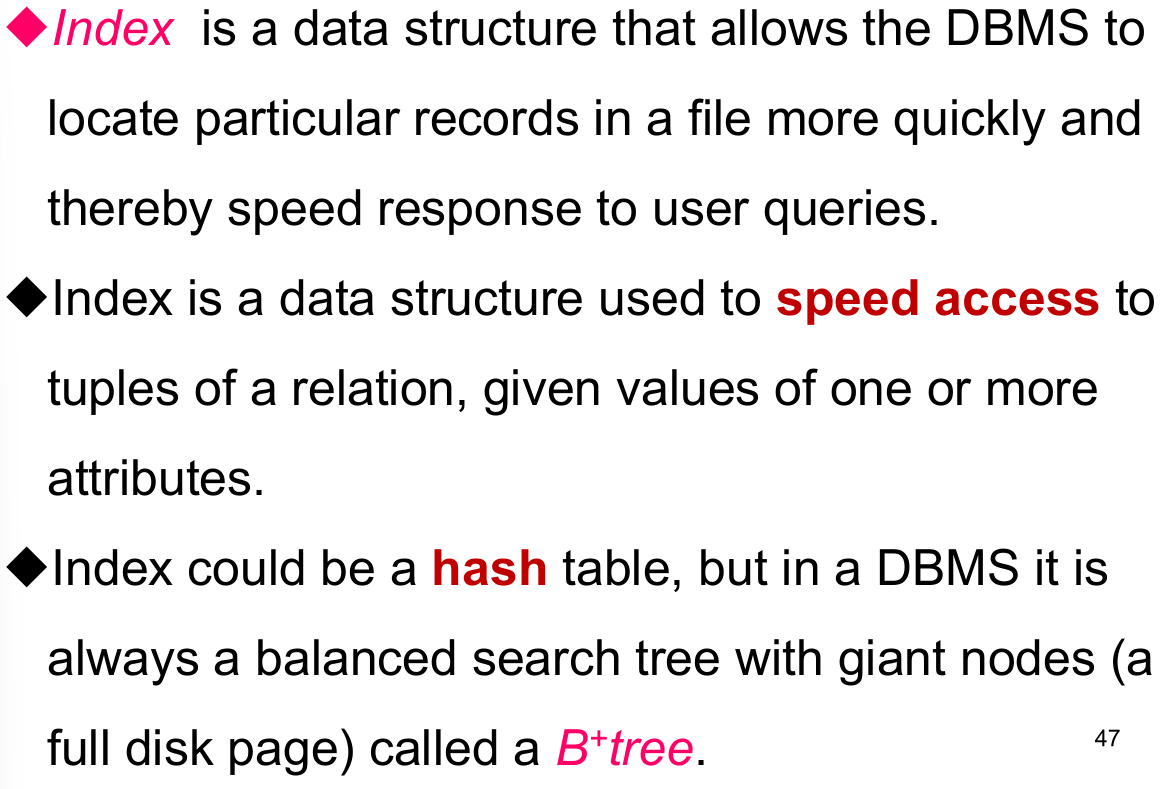 ◆Index is a data structure that allows the DBMS to
locate particular records in a file more quickly and
thereby speed response to user queries.
◆Index is a data structure used to speed access to
tuples of a relation, given values of one or more
attributes.
◆Index could be a hash table, but in a DBMS it is
always a balanced search tree with giant nodes (a
full disk page) called a B⁺tree.
47